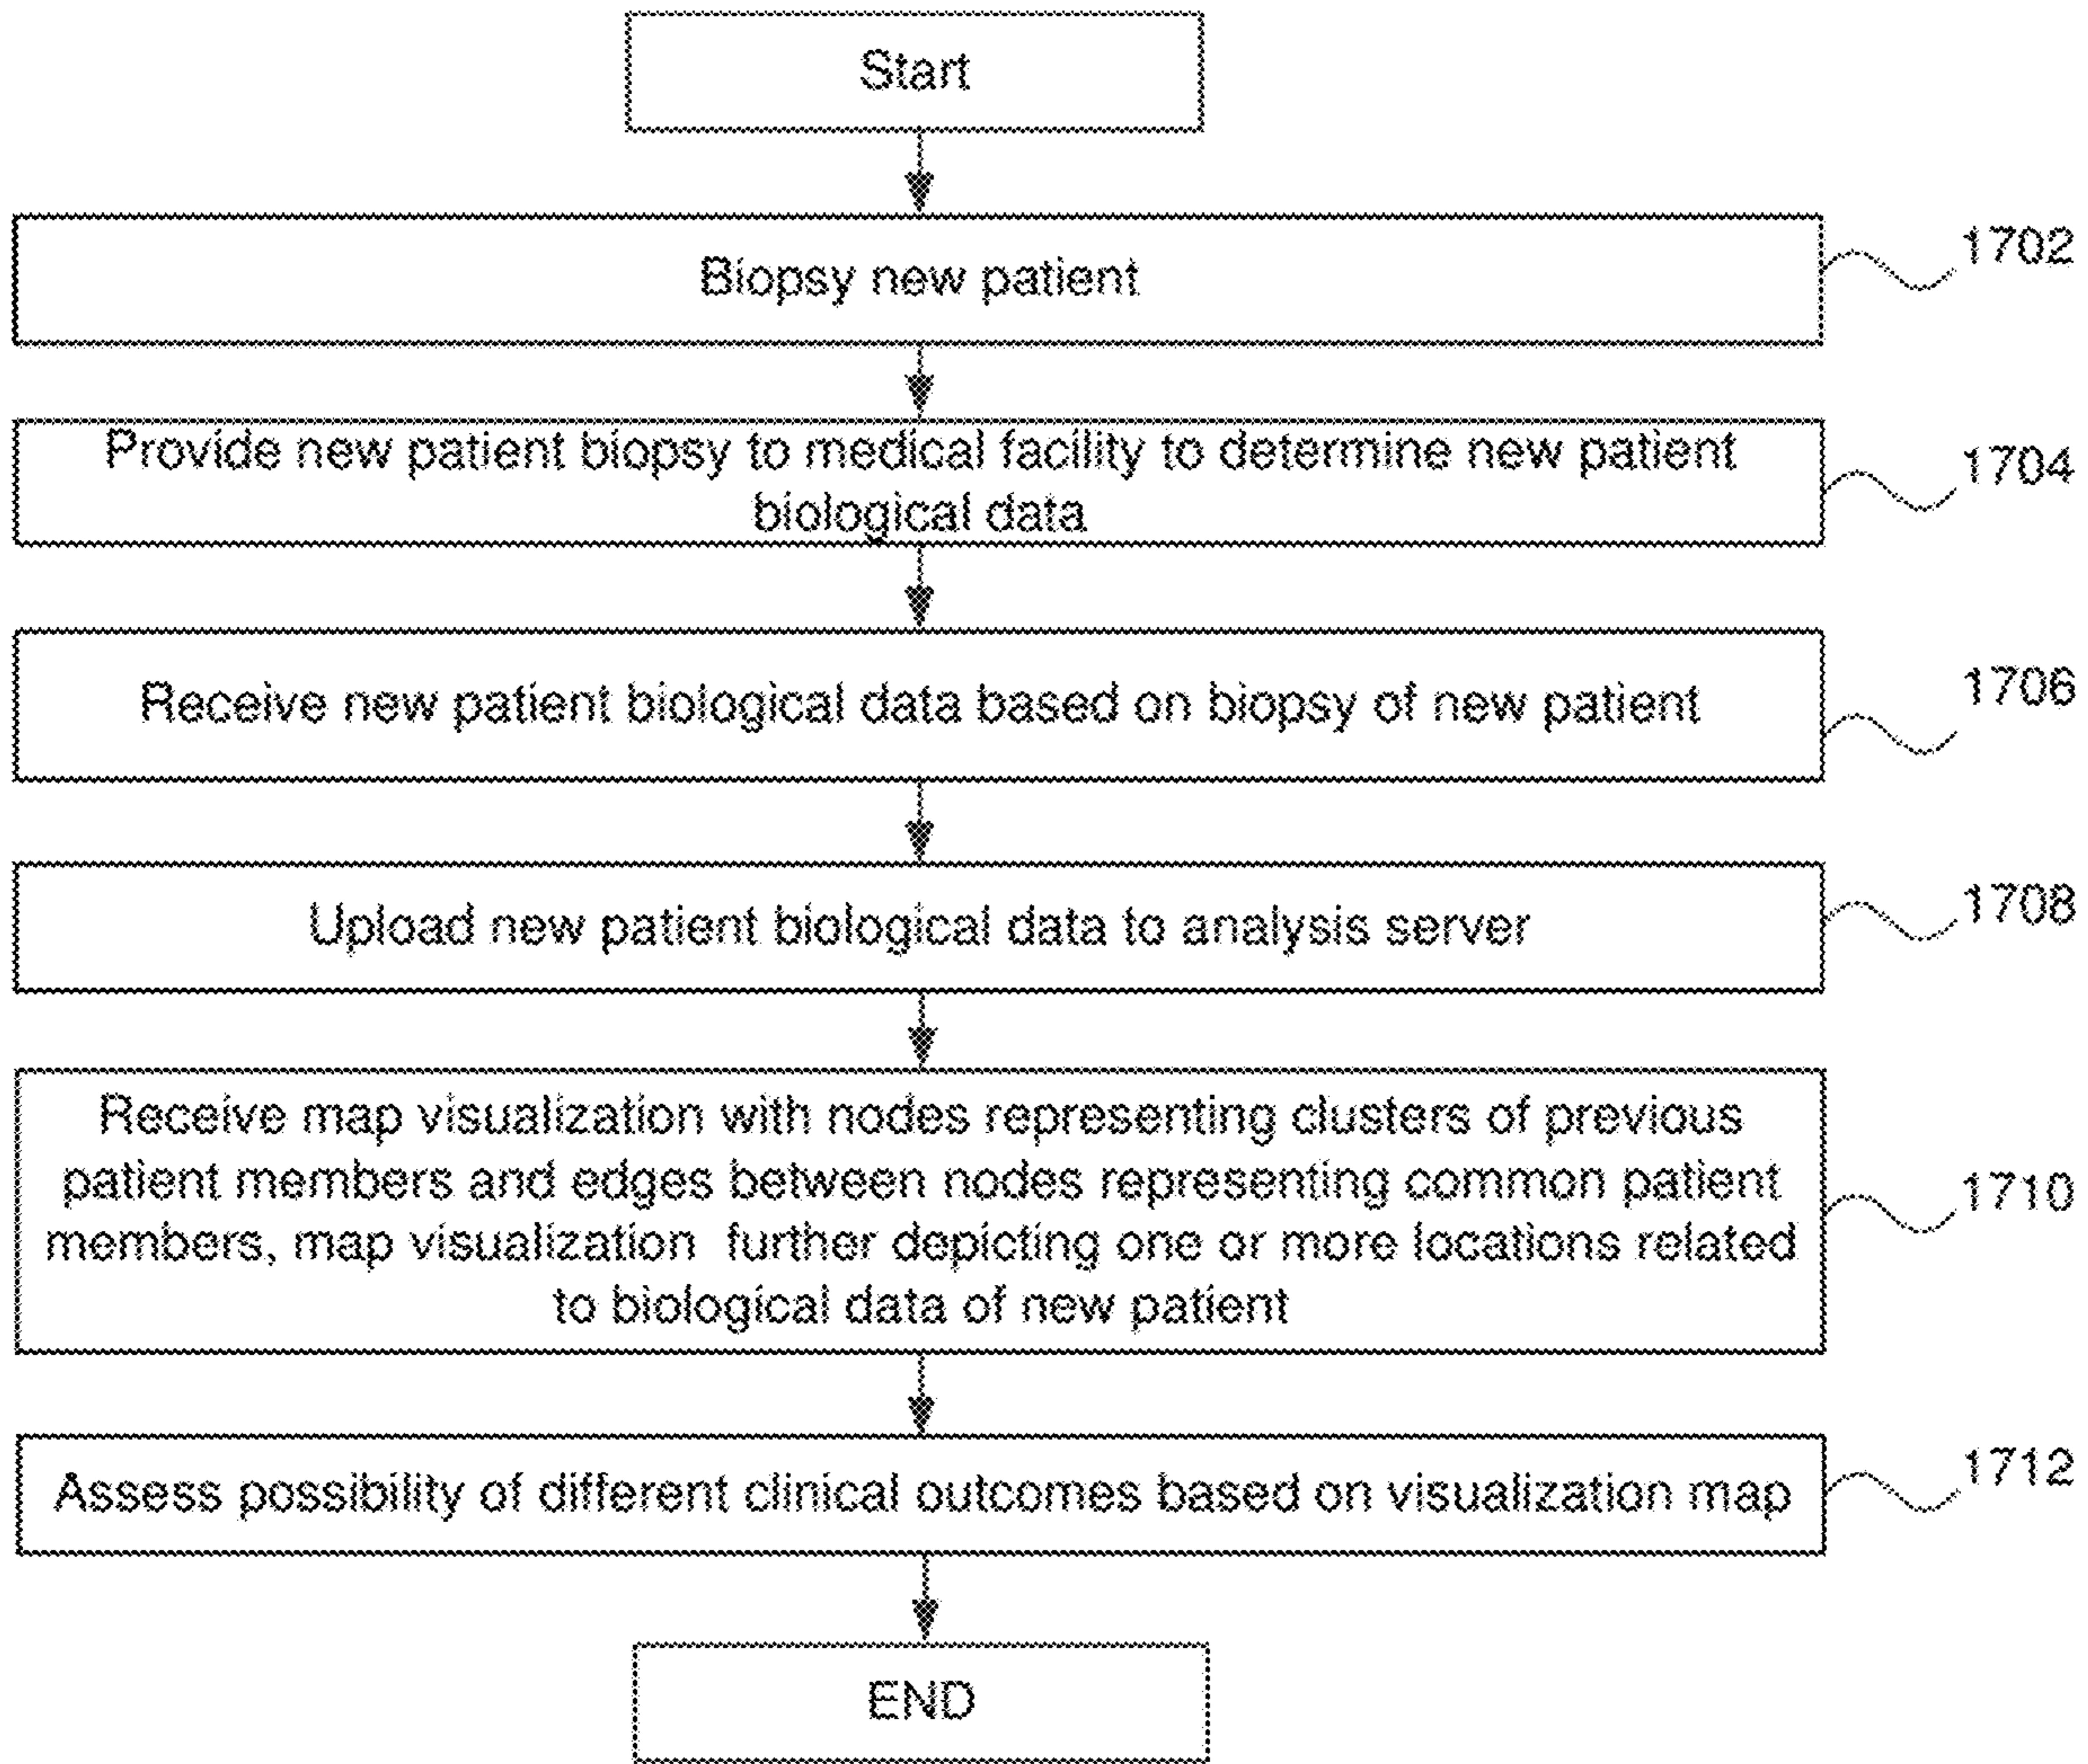 Start
Biopsy new patient
1702
Provide new patient biopsy to medical facility to determine new patient
biological data
1704
Receive new patient biological data based on biopsy of new patient
1706
Upload new patient biological data to analysis server
1708
Receive map visualization with nodes representing clusters of previous
patient members and edges between nodes representing common patient
members, map visualization further depicting one or more locations related
to biological data of new patient
1710
Assess possibility of different clinical outcomes based on visualization map
1712
END